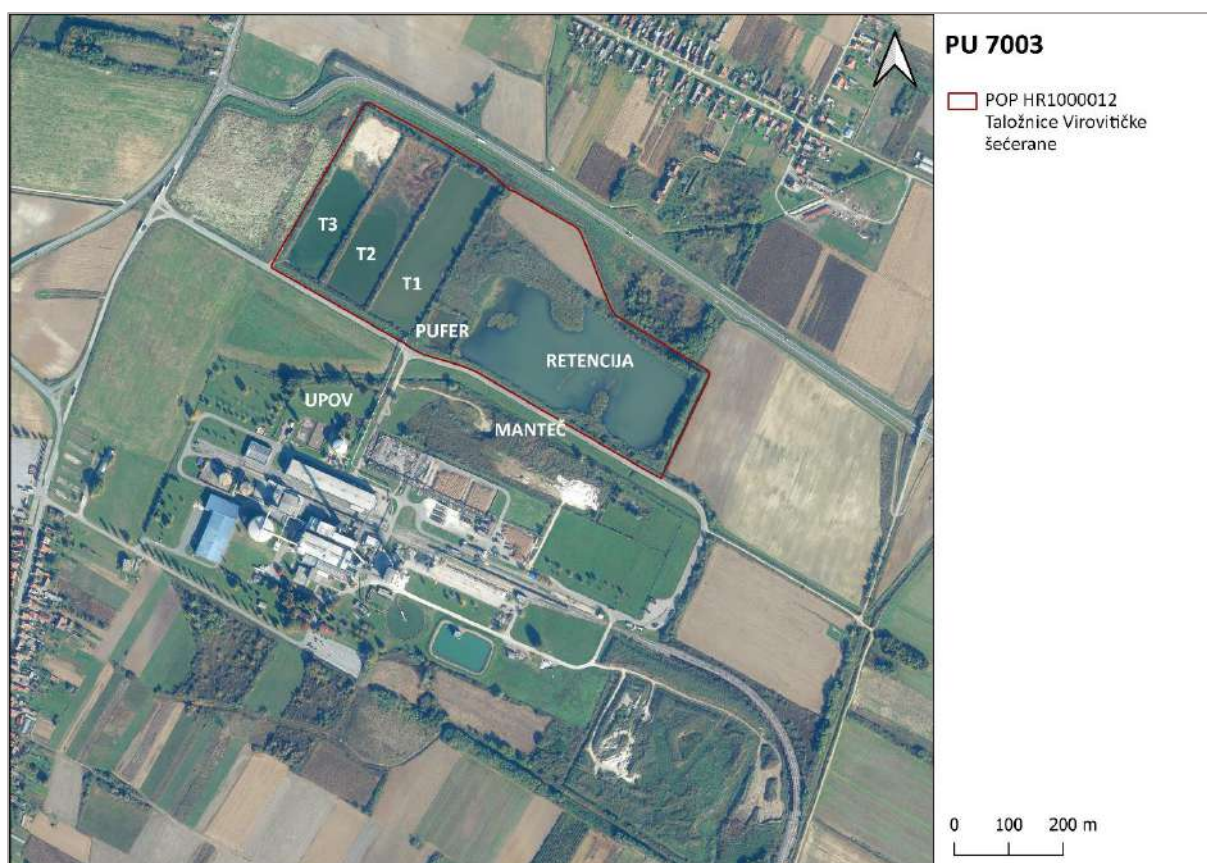 PU 7003
POP HR1000012
Taložnice Virovitičke
šećerane
T3
T2
T1
PUFER
RETENCIJA
UPOV
MANTEČ
0 100 200 m